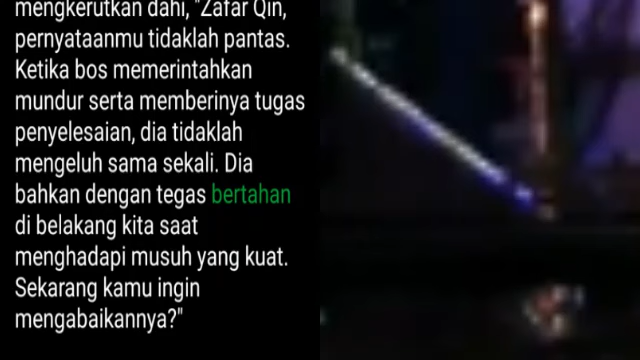 mengkerutkan dahi, "Zafar Qin,
pernyataanmu tidaklah pantas.
Ketika bos memerintahkan
mundur serta memberinya tugas
penyelesaian, dia tidaklah
mengeluh sama sekali. Dia
bahkan dengan tegas bertahan
di belakang kita saat
menghadapi musuh yang kuat.
Sekarang kamu ingin
mengabaikannya?"